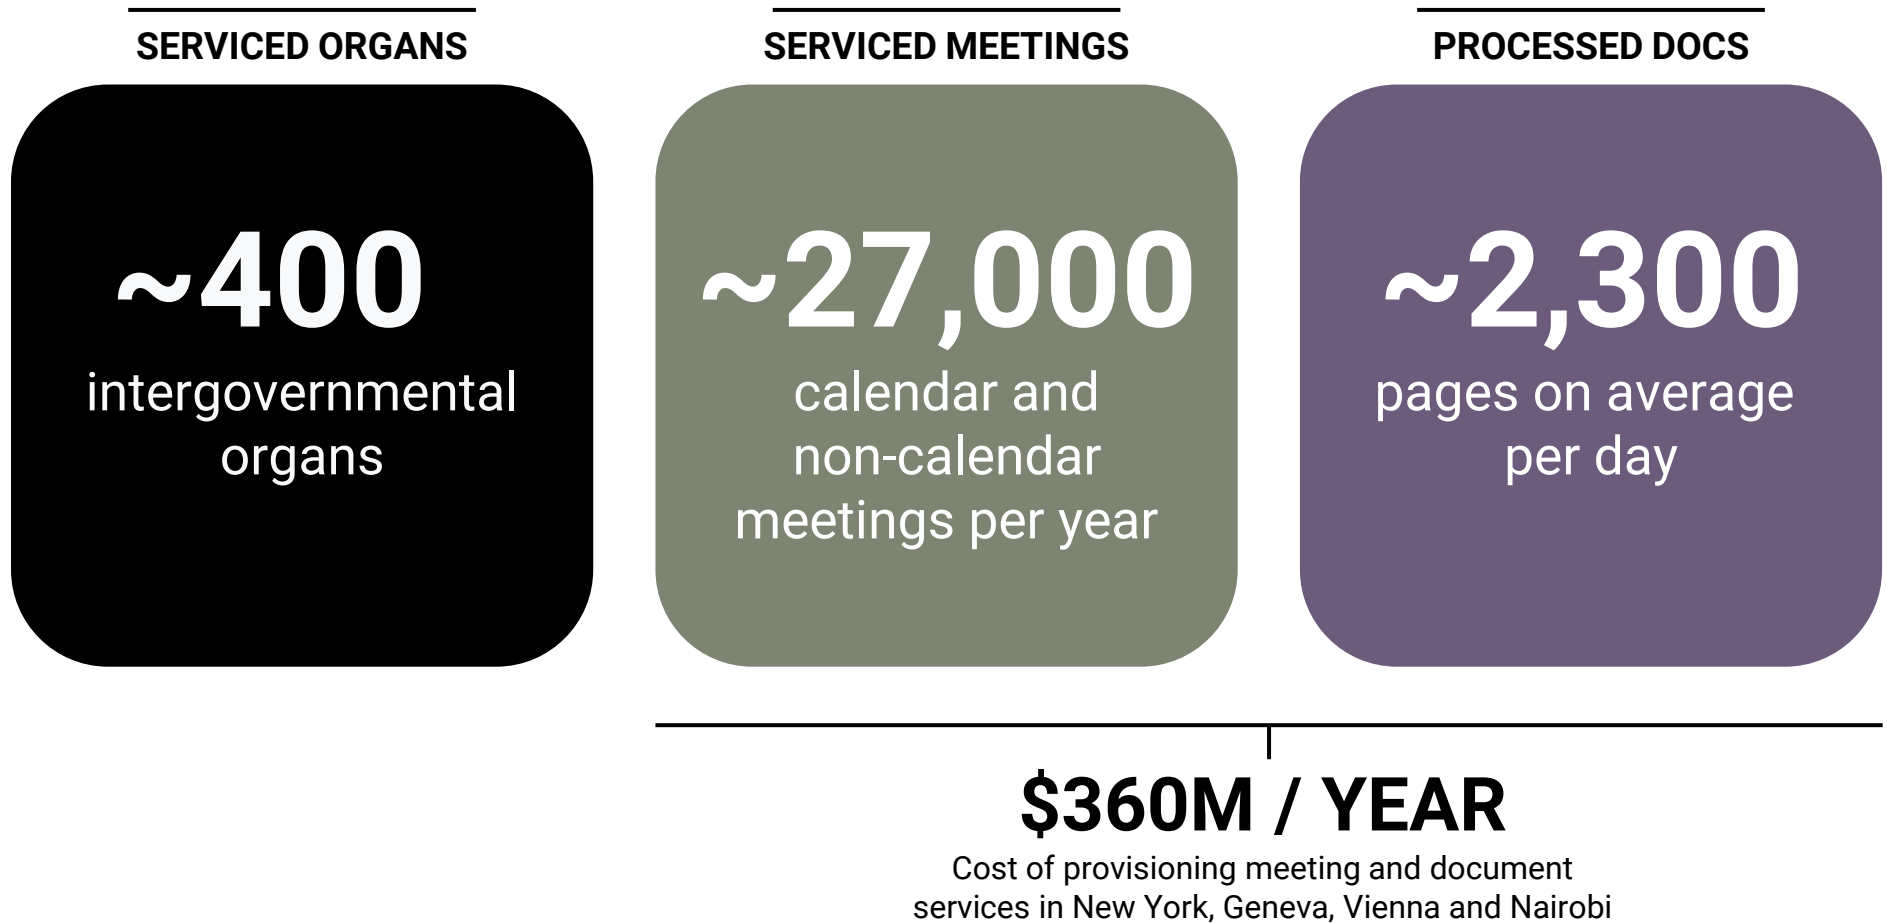 SERVICED ORGANS
~400
intergovernmental
organs
SERVICED MEETINGS
~27,000
calendar and
non-calendar
meetings per year
PROCESSED DOCS
~2,300
pages on average
per day
$360M / YEAR
Cost of provisioning meeting and document
services in New York, Geneva, Vienna and Nairobi